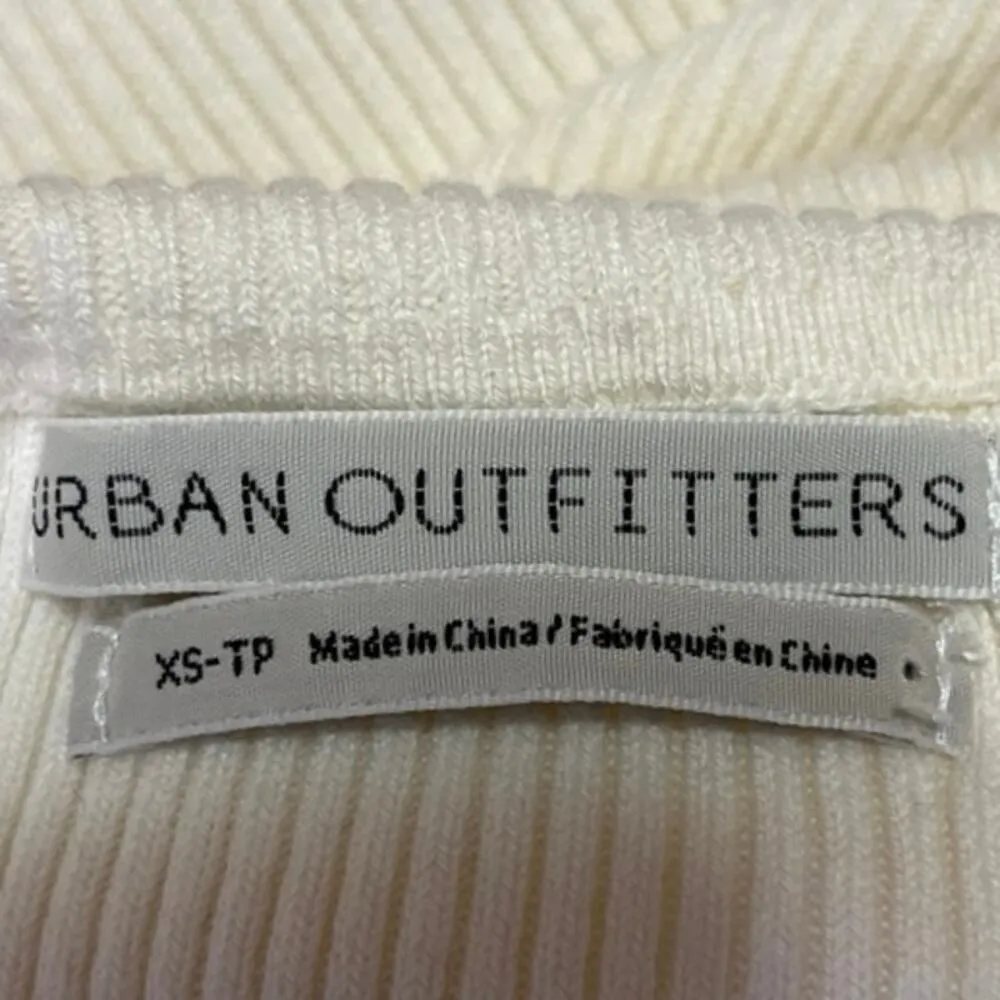 URBAN OUTFITTERS
XS-TP Made in China / Fabriqué en Chine